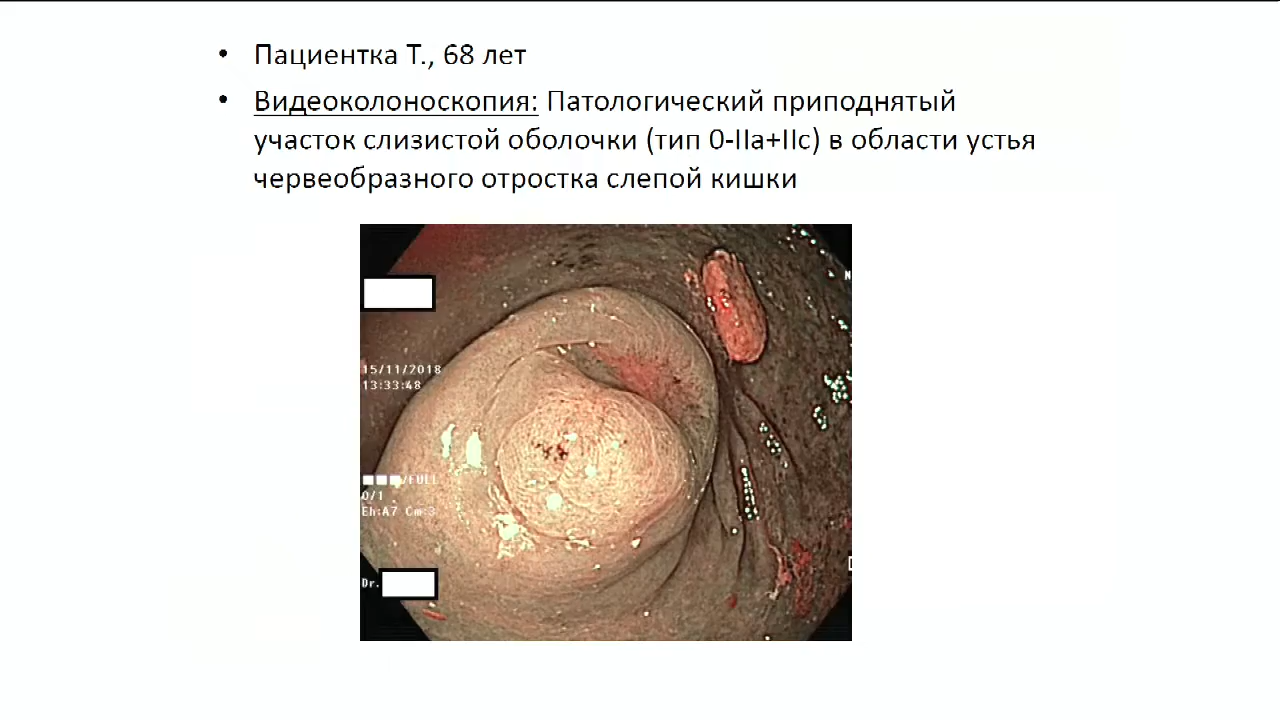 • Пациентка Т., 68 лет
• Видеоколоноскопия: Патологический приподнятый
участок слизистой оболочки (тип 0-IIa+IIc) в области устья
червеобразного отростка слепой кишки
N
15/11/2018
13:33:48
■■■/FULL
0/1
Eh:A7 Cm:3
Dr.